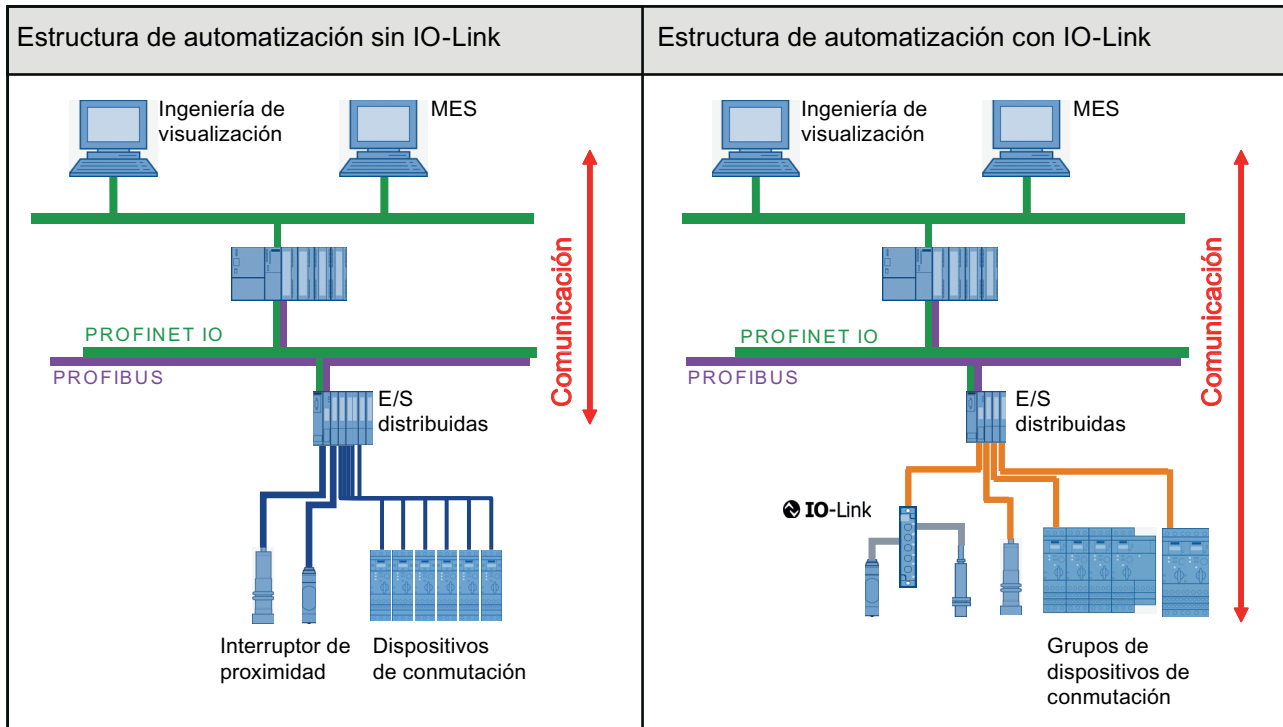 Estructura de automatización sin IO-Link
Ingeniería de
visualización
MES
Comunicación
PROFINET IO
PROFIBUS
E/S
distribuidas
Interruptor de
proximidad
Dispositivos
de conmutación
Estructura de automatización con IO-Link
Ingeniería de
visualización
MES
Comunicación
PROFINET IO
PROFIBUS
E/S
distribuidas
IO-Link
Grupos de
dispositivos de
conmutación